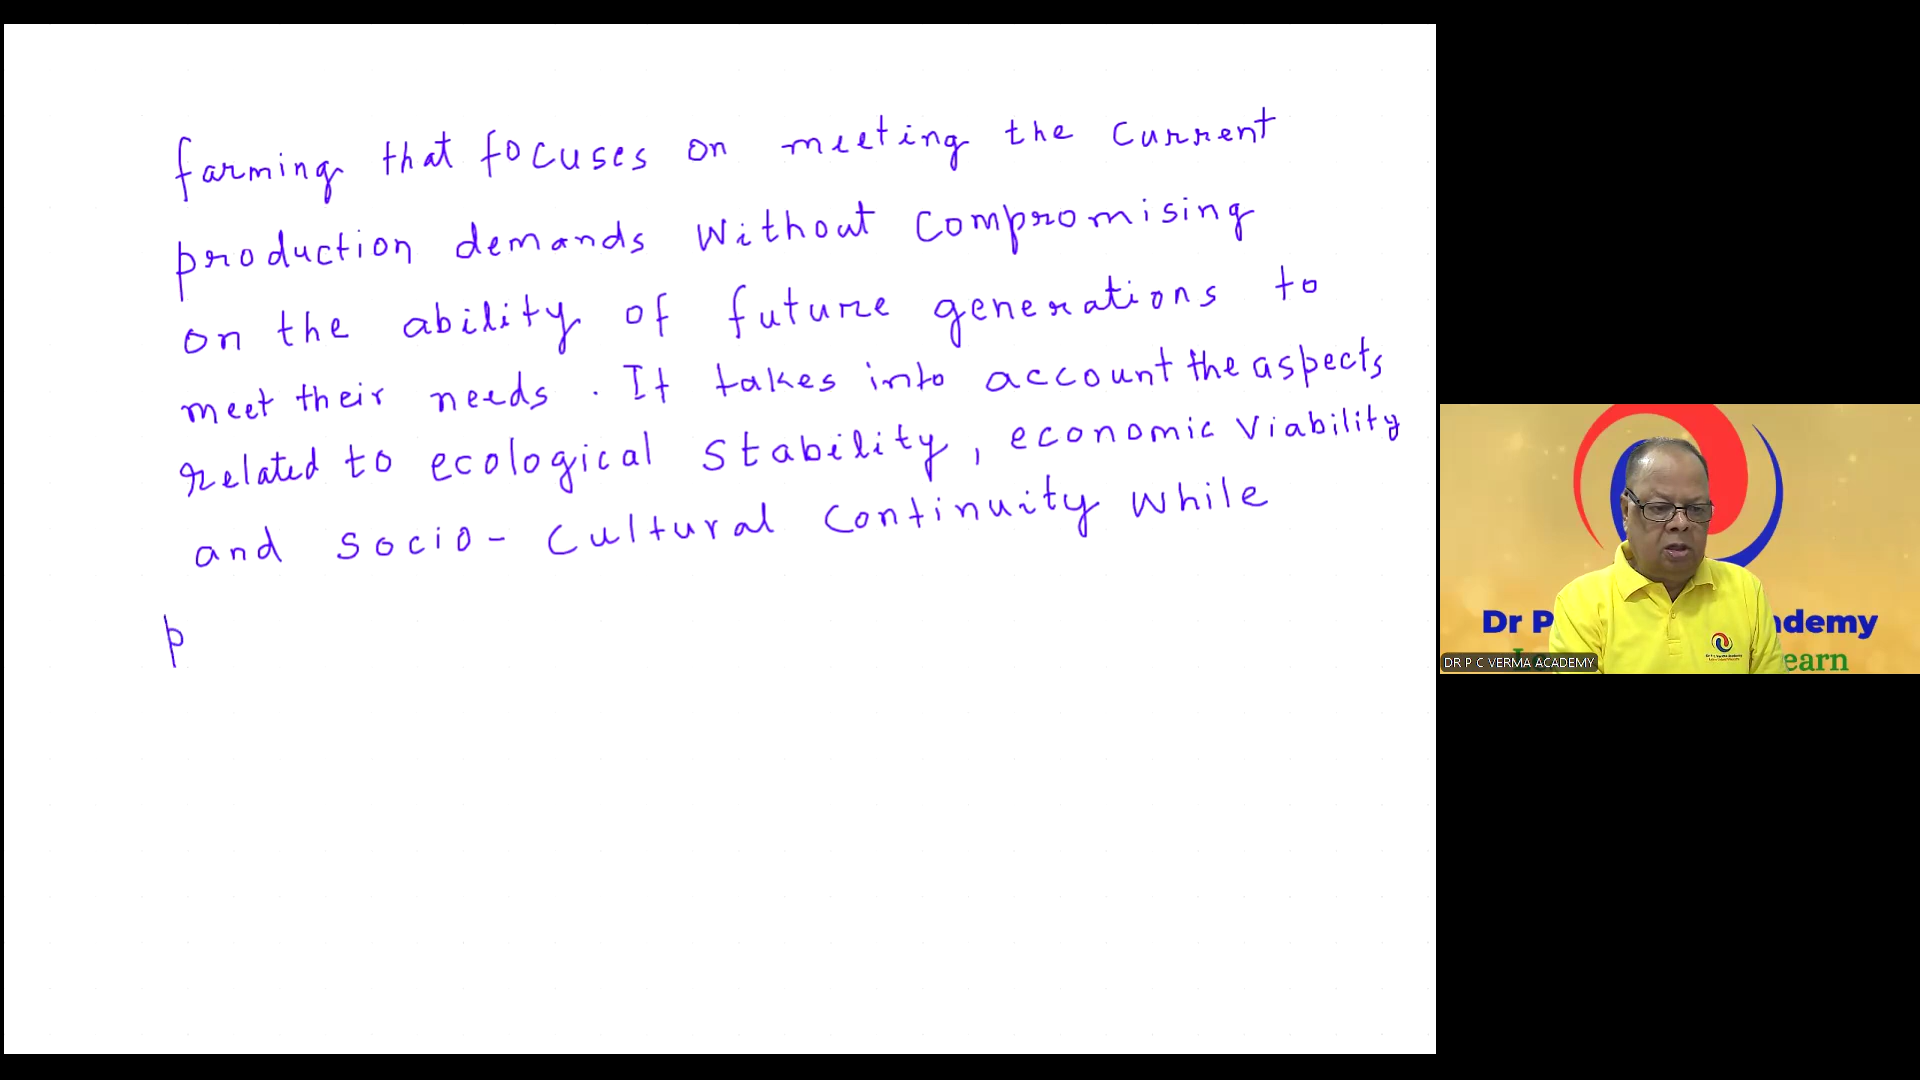 farming that focuses on meeting the current
production demands without compromising
on the ability of future generations to
meet their needs. It takes into account the aspects
related to ecological stability, economic viability
and socio-cultural continuity while
p
Dr P
ademy
earn
DR P C VERMA ACADEMY